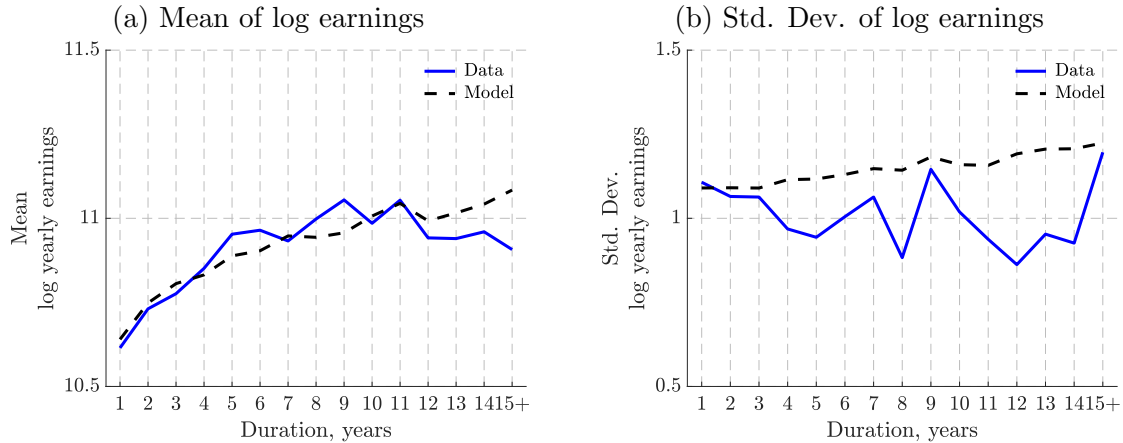 (a) Mean of log earnings
11.5
11
10.5
Mean
log yearly earnings
Data
Model
1 2 3 4 5 6 7 8 9 10 11 12 13 14 15+
Duration, years
(b) Std. Dev. of log earnings
1.5
1
0.5
Std. Dev.
log yearly earnings
Data
Model
1 2 3 4 5 6 7 8 9 10 11 12 13 14 15+
Duration, years